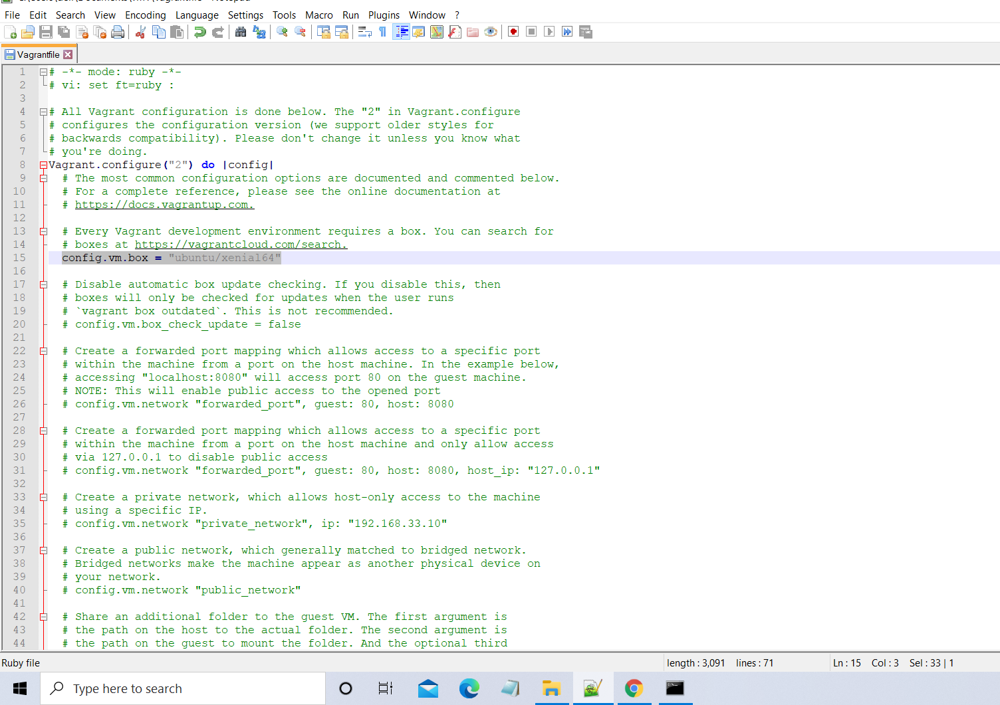 File Edit Search View Encoding Language Settings Tools Macro Run Plugins Window ?
Vagrantfile
1 # -*- mode: ruby -*-
2 # vi: set ft=ruby :
3
4 # All Vagrant configuration is done below. The "2" in Vagrant.configure
5 # configures the configuration version (we support older styles for
6 # backwards compatibility). Please don't change it unless you know what
7 # you're doing.
8 Vagrant.configure("2") do |config|
9 # The most common configuration options are documented and commented below.
10 # For a complete reference, please see the online documentation at
11 # https://docs.vagrantup.com.
12
13 # Every Vagrant development environment requires a box. You can search for
14 # boxes at https://vagrantcloud.com/search.
15 config.vm.box = "ubuntu/xenial64"
16
17 # Disable automatic box update checking. If you disable this, then
18 # boxes will only be checked for updates when the user runs
19 # `vagrant box outdated`. This is not recommended.
20 # config.vm.box_check_update = false
21
22 # Create a forwarded port mapping which allows access to a specific port
23 # within the machine from a port on the host machine. In the example below,
24 # accessing "localhost:8080" will access port 80 on the guest machine.
25 # NOTE: This will enable public access to the opened port
26 # config.vm.network "forwarded_port", guest: 80, host: 8080
27
28 # Create a forwarded port mapping which allows access to a specific port
29 # within the machine from a port on the host machine and only allow access
30 # via 127.0.0.1 to disable public access
31 # config.vm.network "forwarded_port", guest: 80, host: 8080, host_ip: "127.0.0.1"
32
33 # Create a private network, which allows host-only access to the machine
34 # using a specific IP.
35 # config.vm.network "private_network", ip: "192.168.33.10"
36
37 # Create a public network, which generally matched to bridged network.
38 # Bridged networks make the machine appear as another physical device on
39 # your network.
40 # config.vm.network "public_network"
41
42 # Share an additional folder to the guest VM. The first argument is
43 # the path on the host to the actual folder. The second argument is
44 # the path on the guest to mount the folder. And the optional third
Ruby file length : 3,091 lines : 71 Ln : 15 Col : 3 Sel : 33 | 1
Type here to search